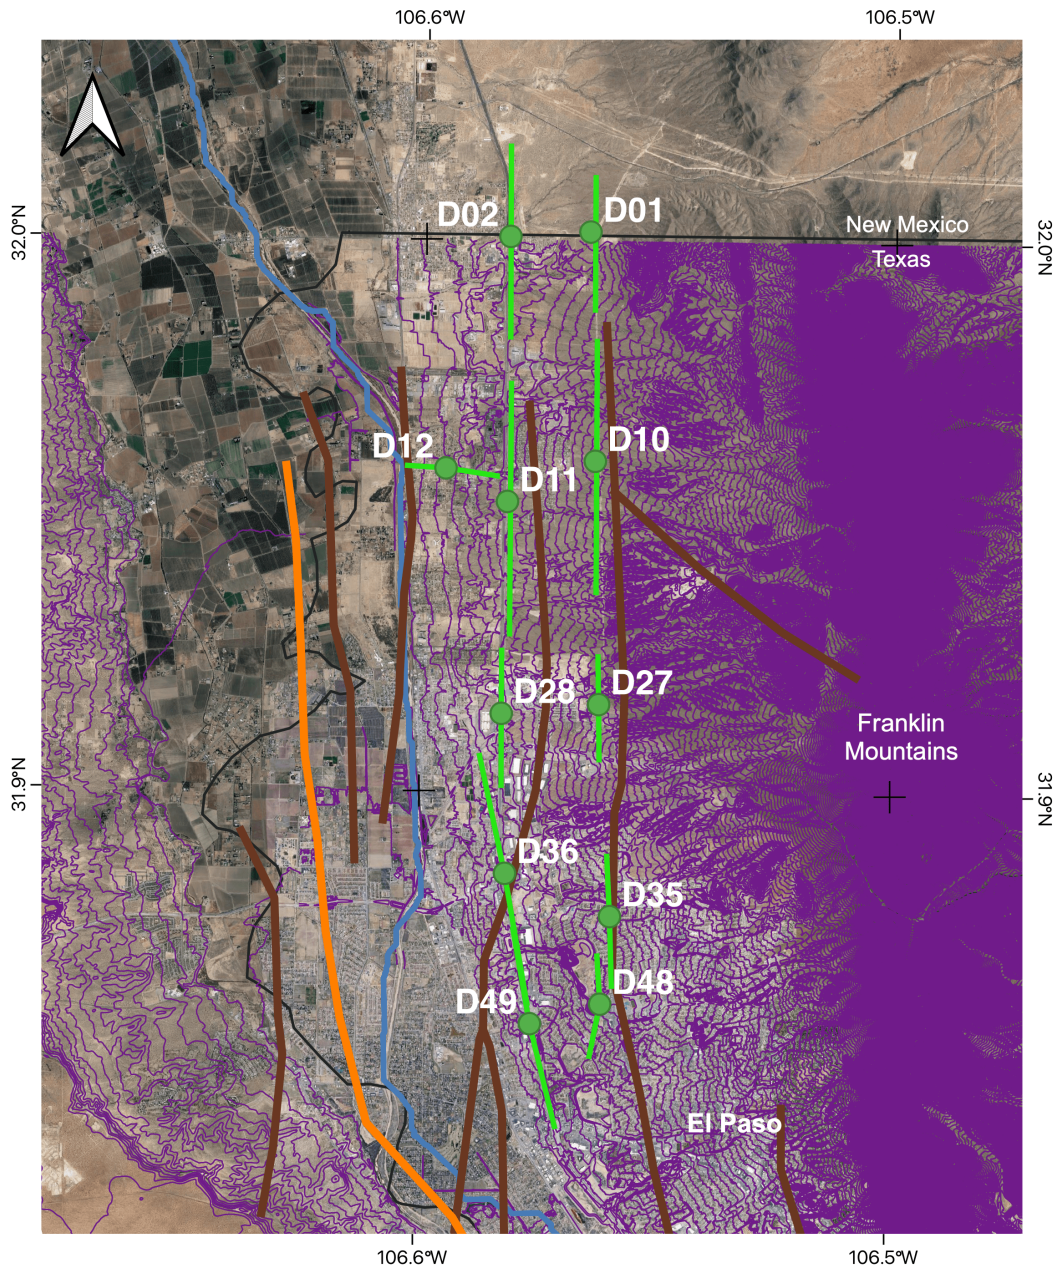 106.6°W 106.5°W
D02 D01
New Mexico
32.0°N 32.0°N
Texas
D12 D10
D11
D28 D27
Franklin
Mountains
31.9°N 31.9°N
D36
D35
D49 D48
El Paso
106.6°W 106.5°W